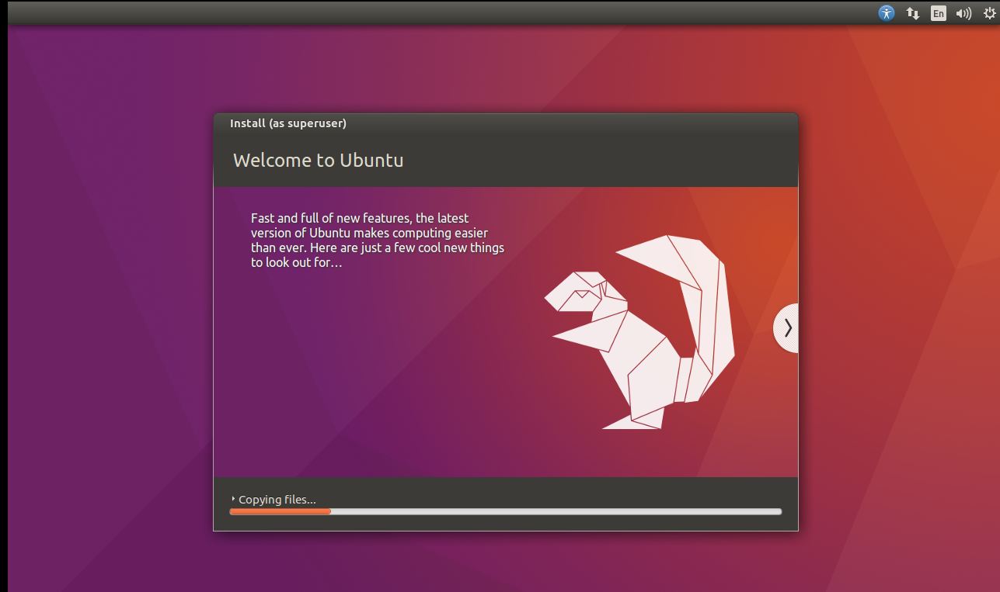 En
Install (as superuser)
Welcome to Ubuntu
Fast and full of new features, the latest
version of Ubuntu makes computing easier
than ever. Here are just a few cool new things
to look out for…
Copying files...